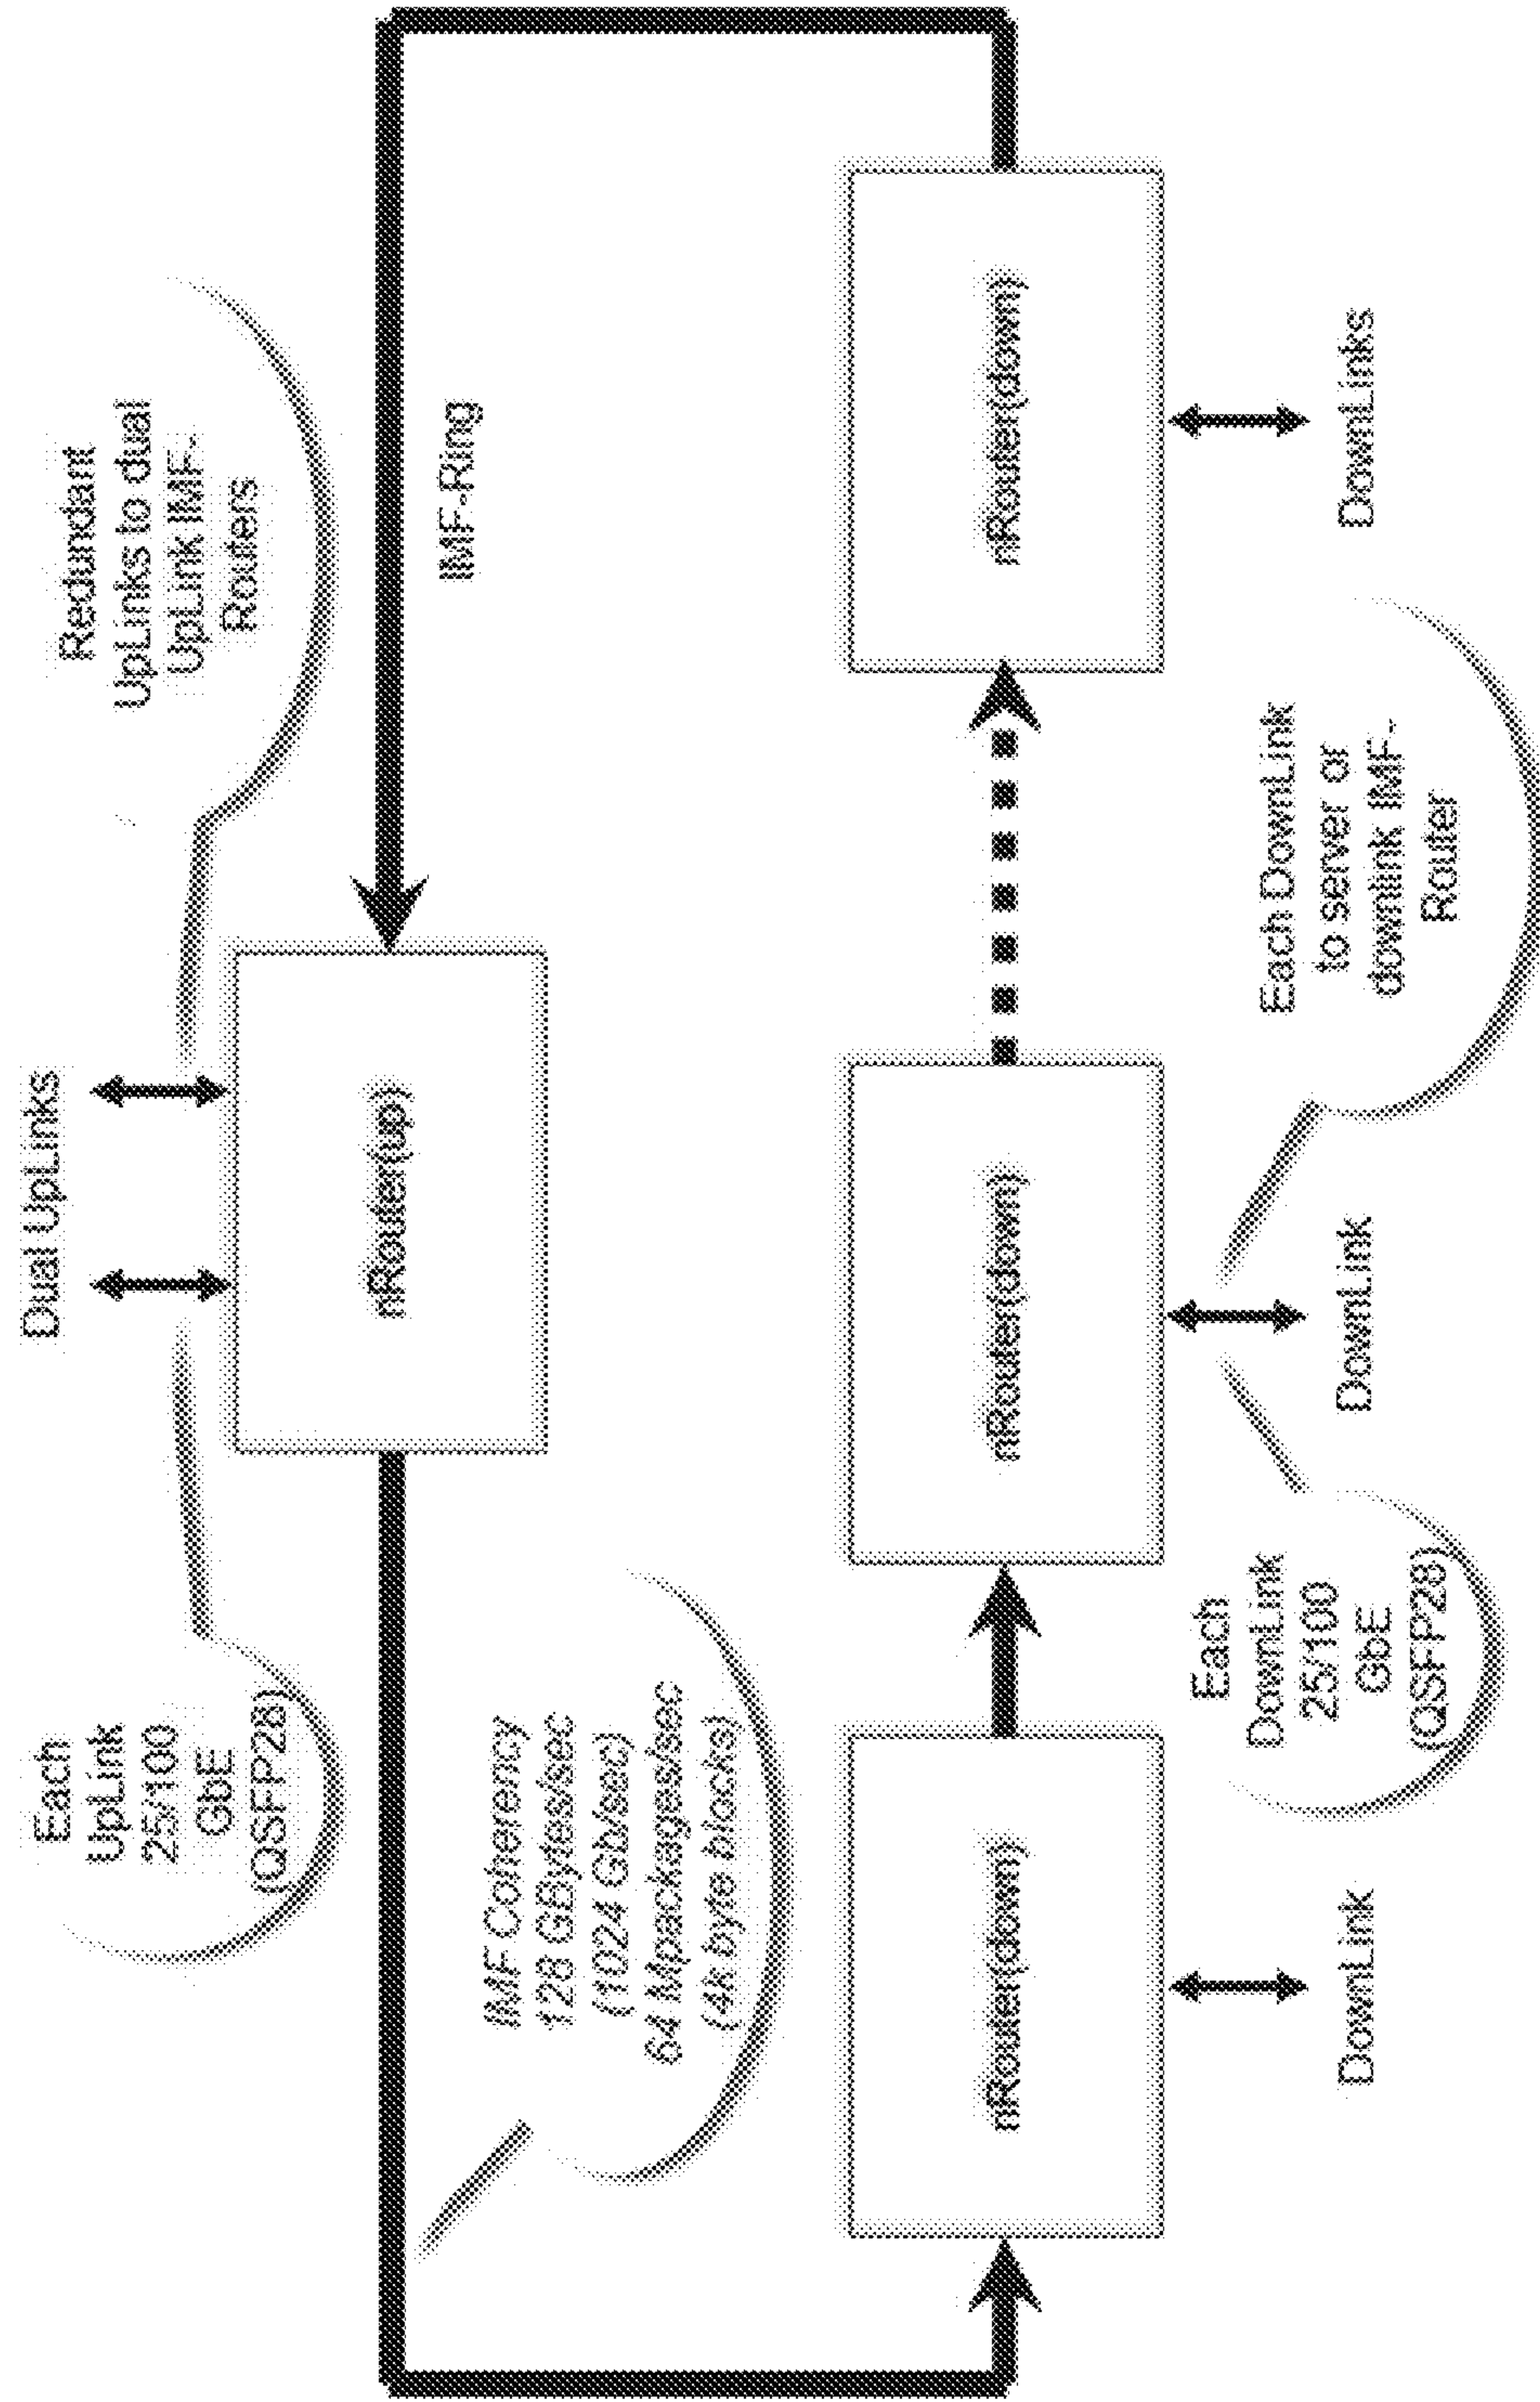 Dual UpLinks
Each
UpLink
25/100
GbE
(QSFP28)
Redundant
UpLinks to dual
UpLink IMF-
Routers
nRouter(up)
IMF-Ring
IMF Coherency
128 GBytes/sec
(1024 Gb/sec)
64 Mpackages/sec
(4k byte blocks)
nRouter(down)
nRouter(down)
nRouter(down)
Each
DownLink
25/100
GbE
(QSFP28)
Each DownLink
to server or
downlink IMF-
Router
DownLink
DownLink
DownLinks